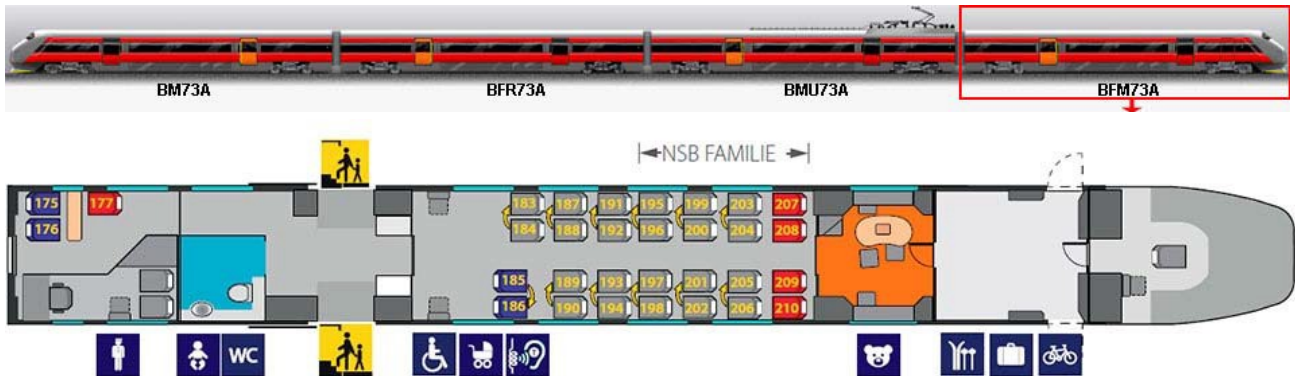 BM73A BFR73A BMU73A BFM73A
NSB FAMILIE
175 177 183 187 191 195 199 203 207
176 184 188 192 196 200 204 208
185 189 193 197 201 205 209
186 190 194 198 202 206 210
WC